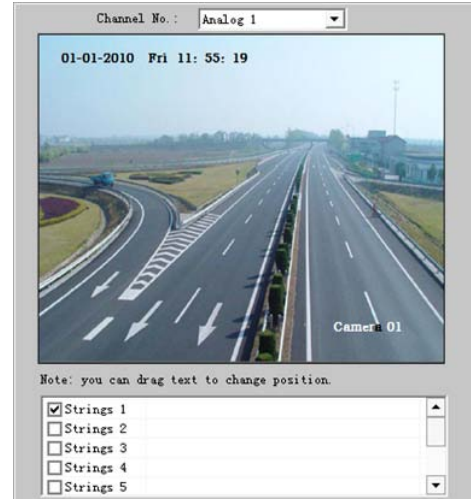 Channel No.: Analog 1
01-01-2010 Fri 11: 55: 19
Camera 01
Note: you can drag text to change position.
Strings 1
Strings 2
Strings 3
Strings 4
Strings 5